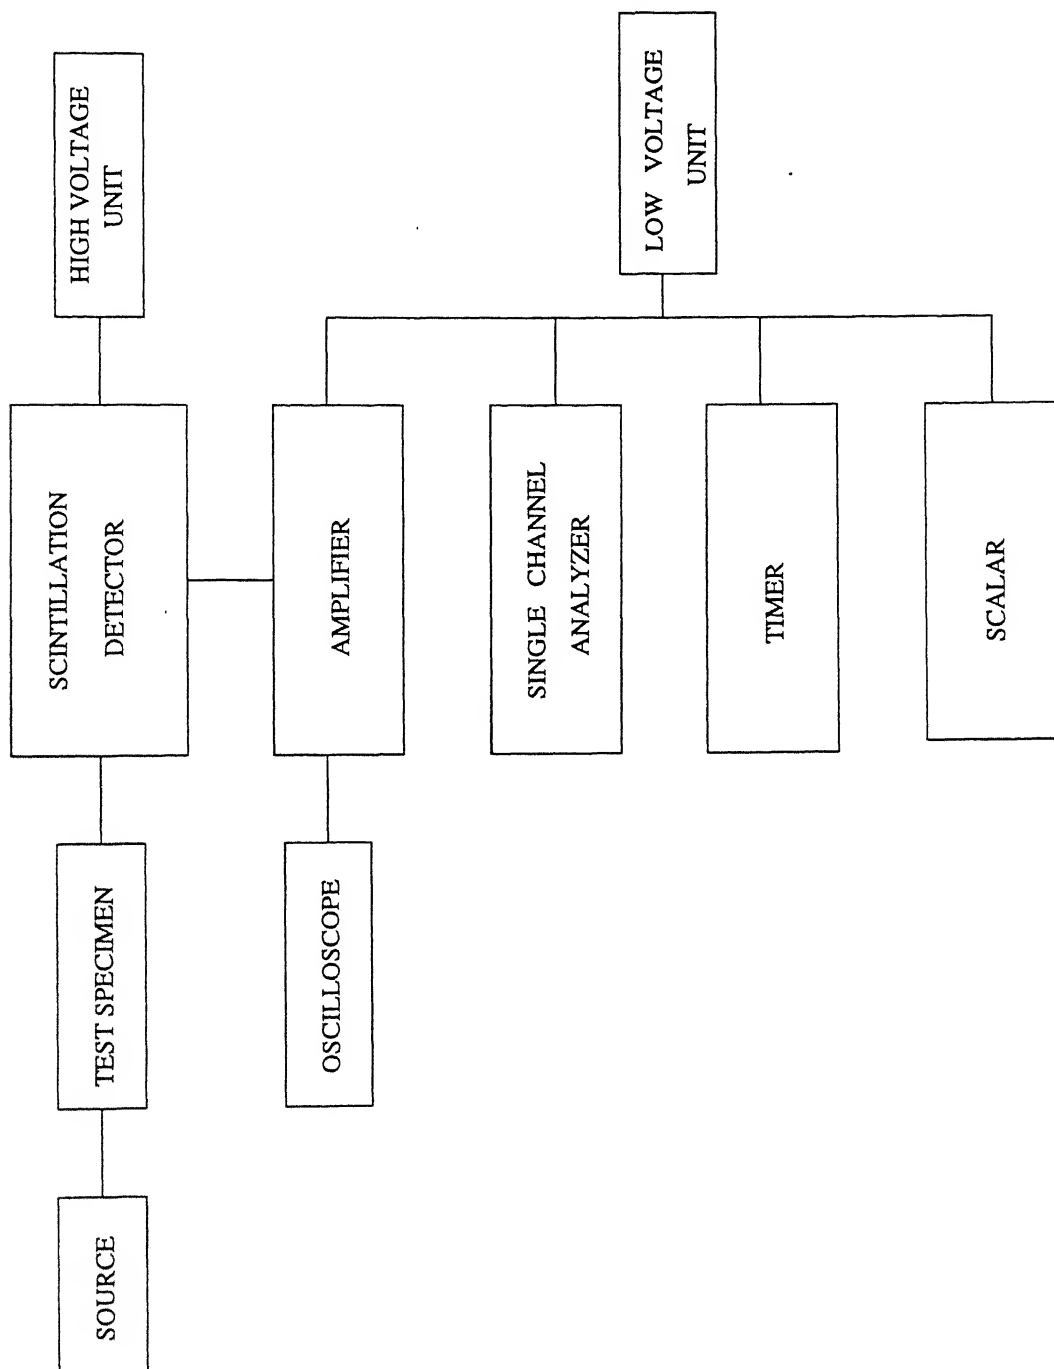 SOURCE
TEST SPECIMEN
SCINTILLATION
DETECTOR
HIGH VOLTAGE
UNIT
OSCILLOSCOPE
AMPLIFIER
SINGLE CHANNEL
ANALYZER
TIMER
SCALAR
LOW VOLTAGE
UNIT